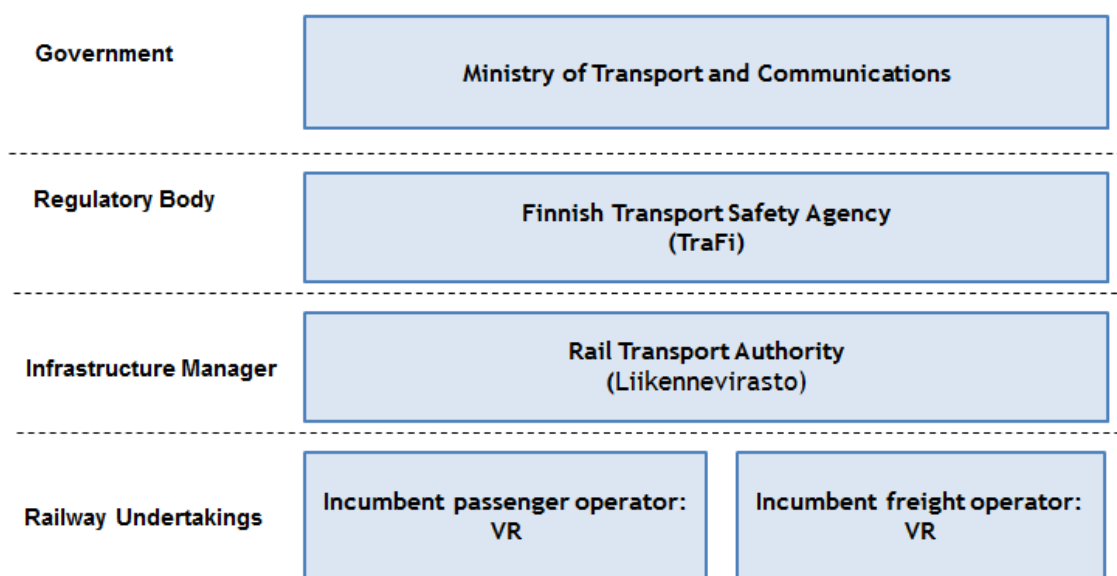 Government
Ministry of Transport and Communications
Regulatory Body
Finnish Transport Safety Agency
(TraFi)
Infrastructure Manager
Rail Transport Authority
(Liikennevirasto)
Railway Undertakings
Incumbent passenger operator:
VR
Incumbent freight operator:
VR